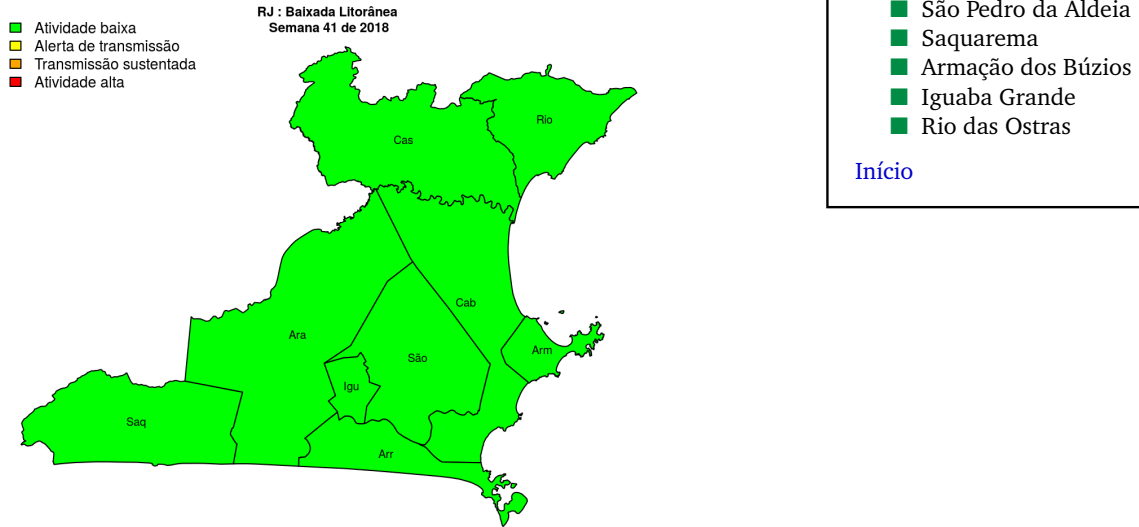 RJ : Baixada Litorânea
Semana 41 de 2018
Atividade baixa
Alerta de transmissão
Transmissão sustentada
Atividade alta
Cas
Rio
Cab
Ara
São
Arm
Igu
Saq
Arr
São Pedro da Aldeia
Saquarema
Armação dos Búzios
Iguaba Grande
Rio das Ostras
Início